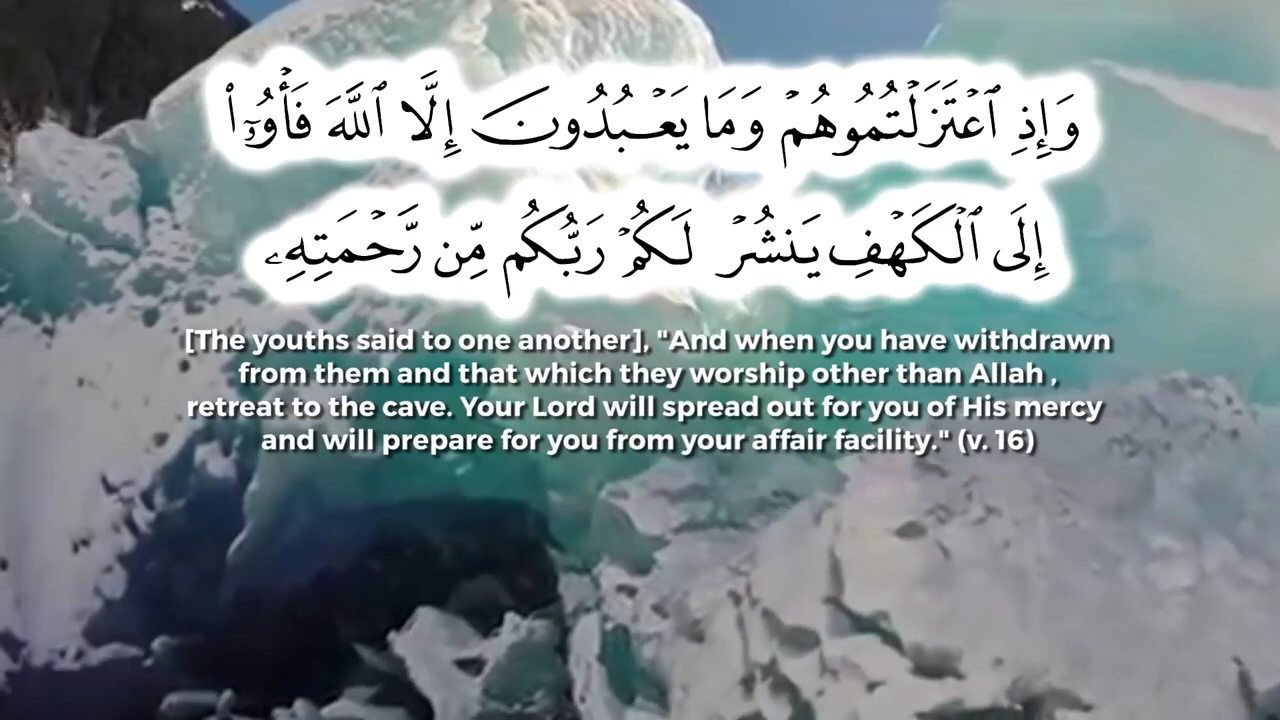 وَإِذِ ٱعْتَزَلْتُمُوهُمْ وَمَا يَعْبُدُونَ إِلَّا ٱللَّهَ فَأْوُۥٓا۟
إِلَى ٱلْكَهْفِ يَنشُرْ لَكُمْ رَبُّكُم مِّن رَّحْمَتِهِۦ
[The youths said to one another], "And when you have withdrawn
from them and that which they worship other than Allah ,
retreat to the cave. Your Lord will spread out for you of His mercy
and will prepare for you from your affair facility." (v. 16)